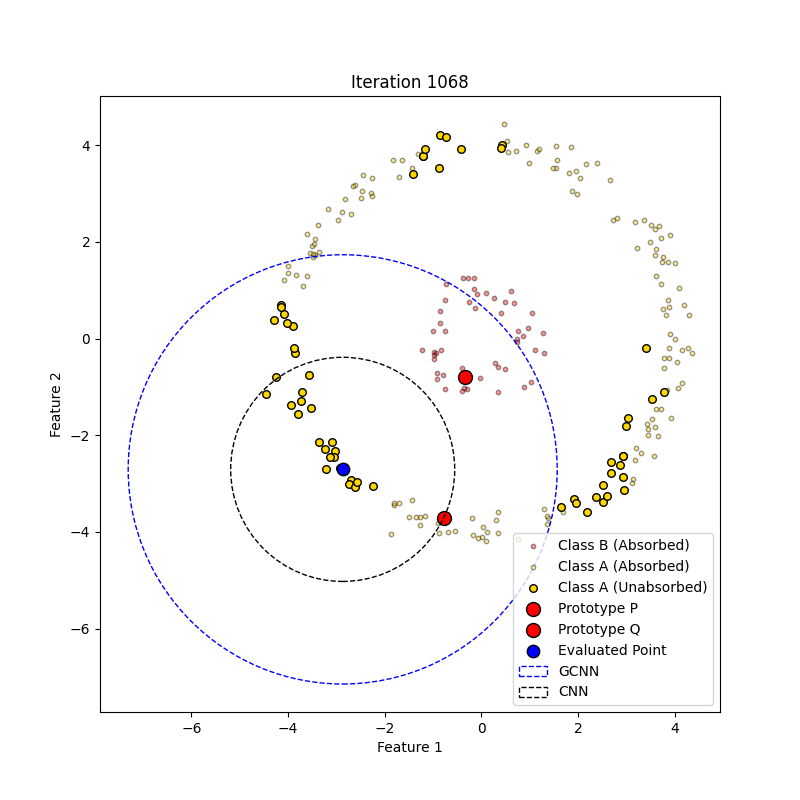 Iteration 1068
Feature 2
4
2
0
−2
−4
−6
−6
−4
−2
0
2
4
Feature 1
Class B (Absorbed)
Class A (Absorbed)
Class A (Unabsorbed)
Prototype P
Prototype Q
Evaluated Point
GCNN
CNN